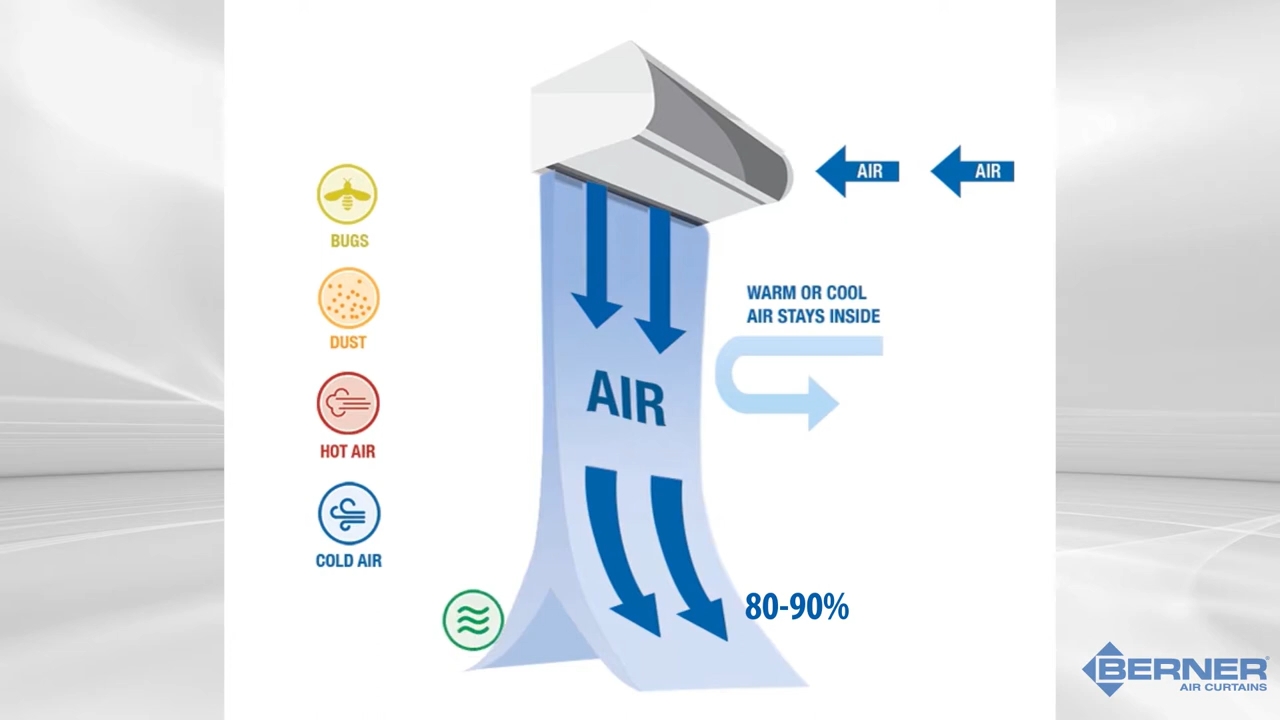 AIR
AIR
BUGS
WARM OR COOL
AIR STAYS INSIDE
DUST
AIR
HOT AIR
COLD AIR
80-90%
BERNER®
AIR CURTAINS